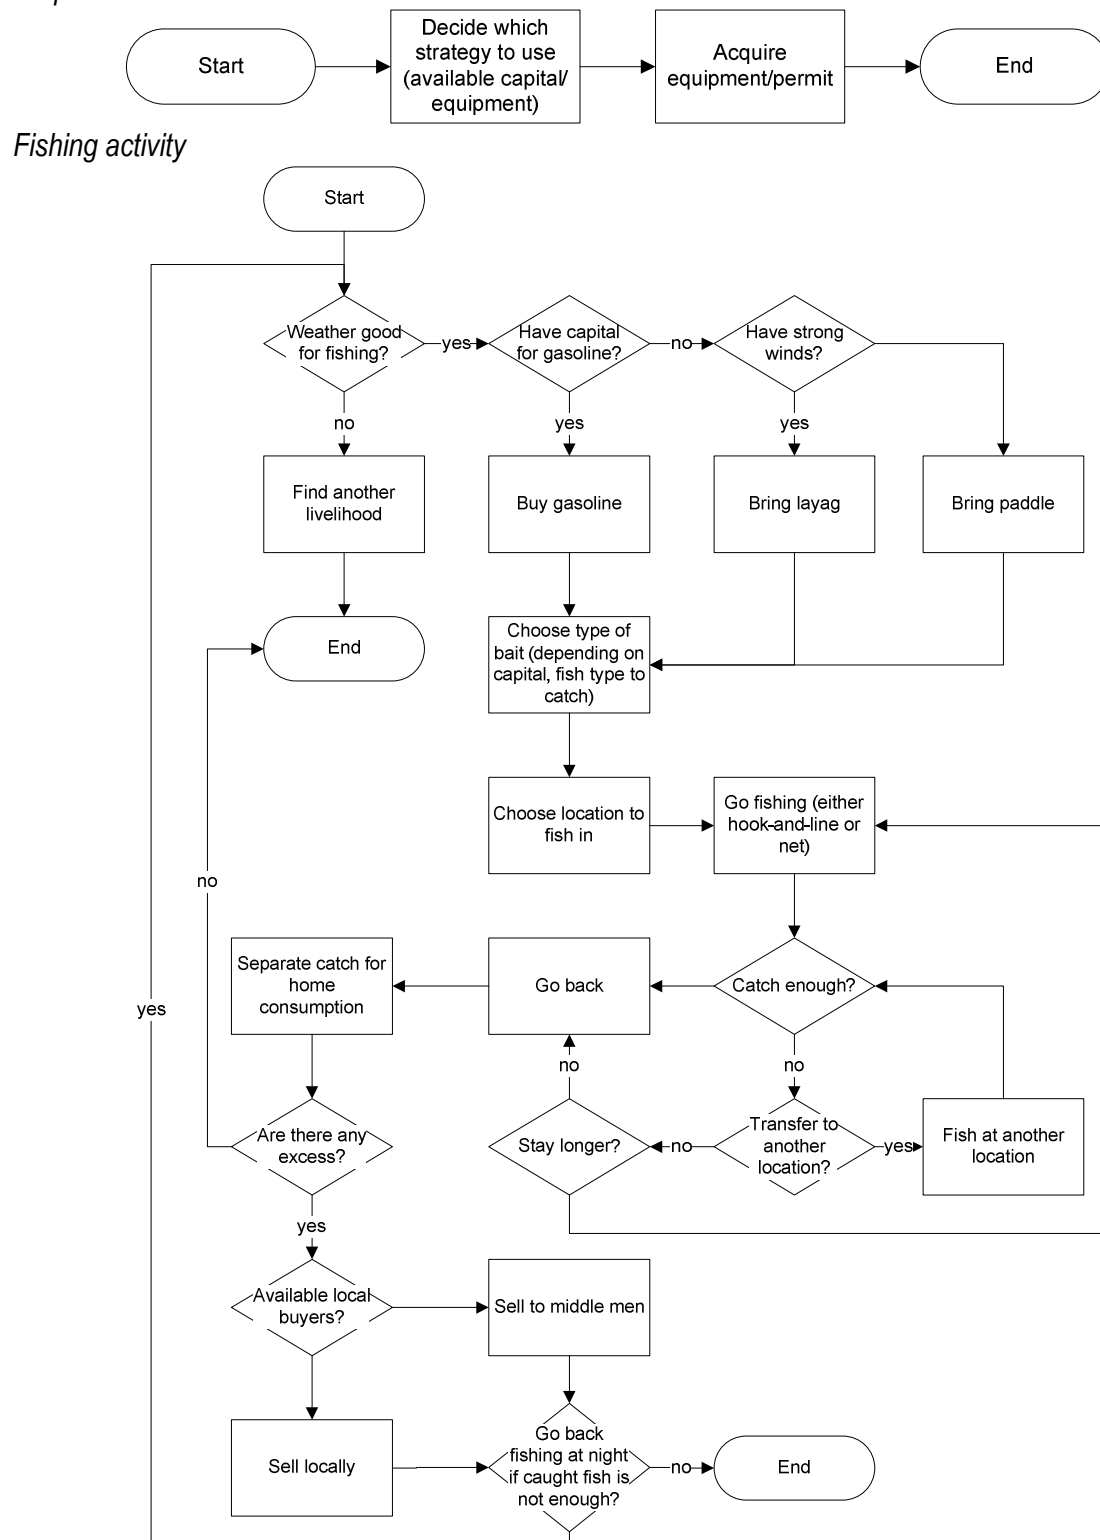 Start
Decide which
strategy to use
(available capital/
equipment)
Acquire
equipment/permit
End
Fishing activity
Start
Weather good
for fishing?
yes
Have capital
for gasoline?
no
Have strong
winds?
no
yes
yes
Find another
livelihood
Buy gasoline
Bring layag
Bring paddle
End
Choose type of
bait (depending on
capital, fish type to
catch)
Choose location to
fish in
Go fishing (either
hook-and-line or
net)
no
Separate catch for
home
consumption
Go back
Catch enough?
yes
no
no
Are there any
excess?
Stay longer?
no
Transfer to
another
location?
yes
Fish at another
location
yes
Available local
buyers?
Sell to middle men
Sell locally
Go back
fishing at night
if caught fish is
not enough?
no
End